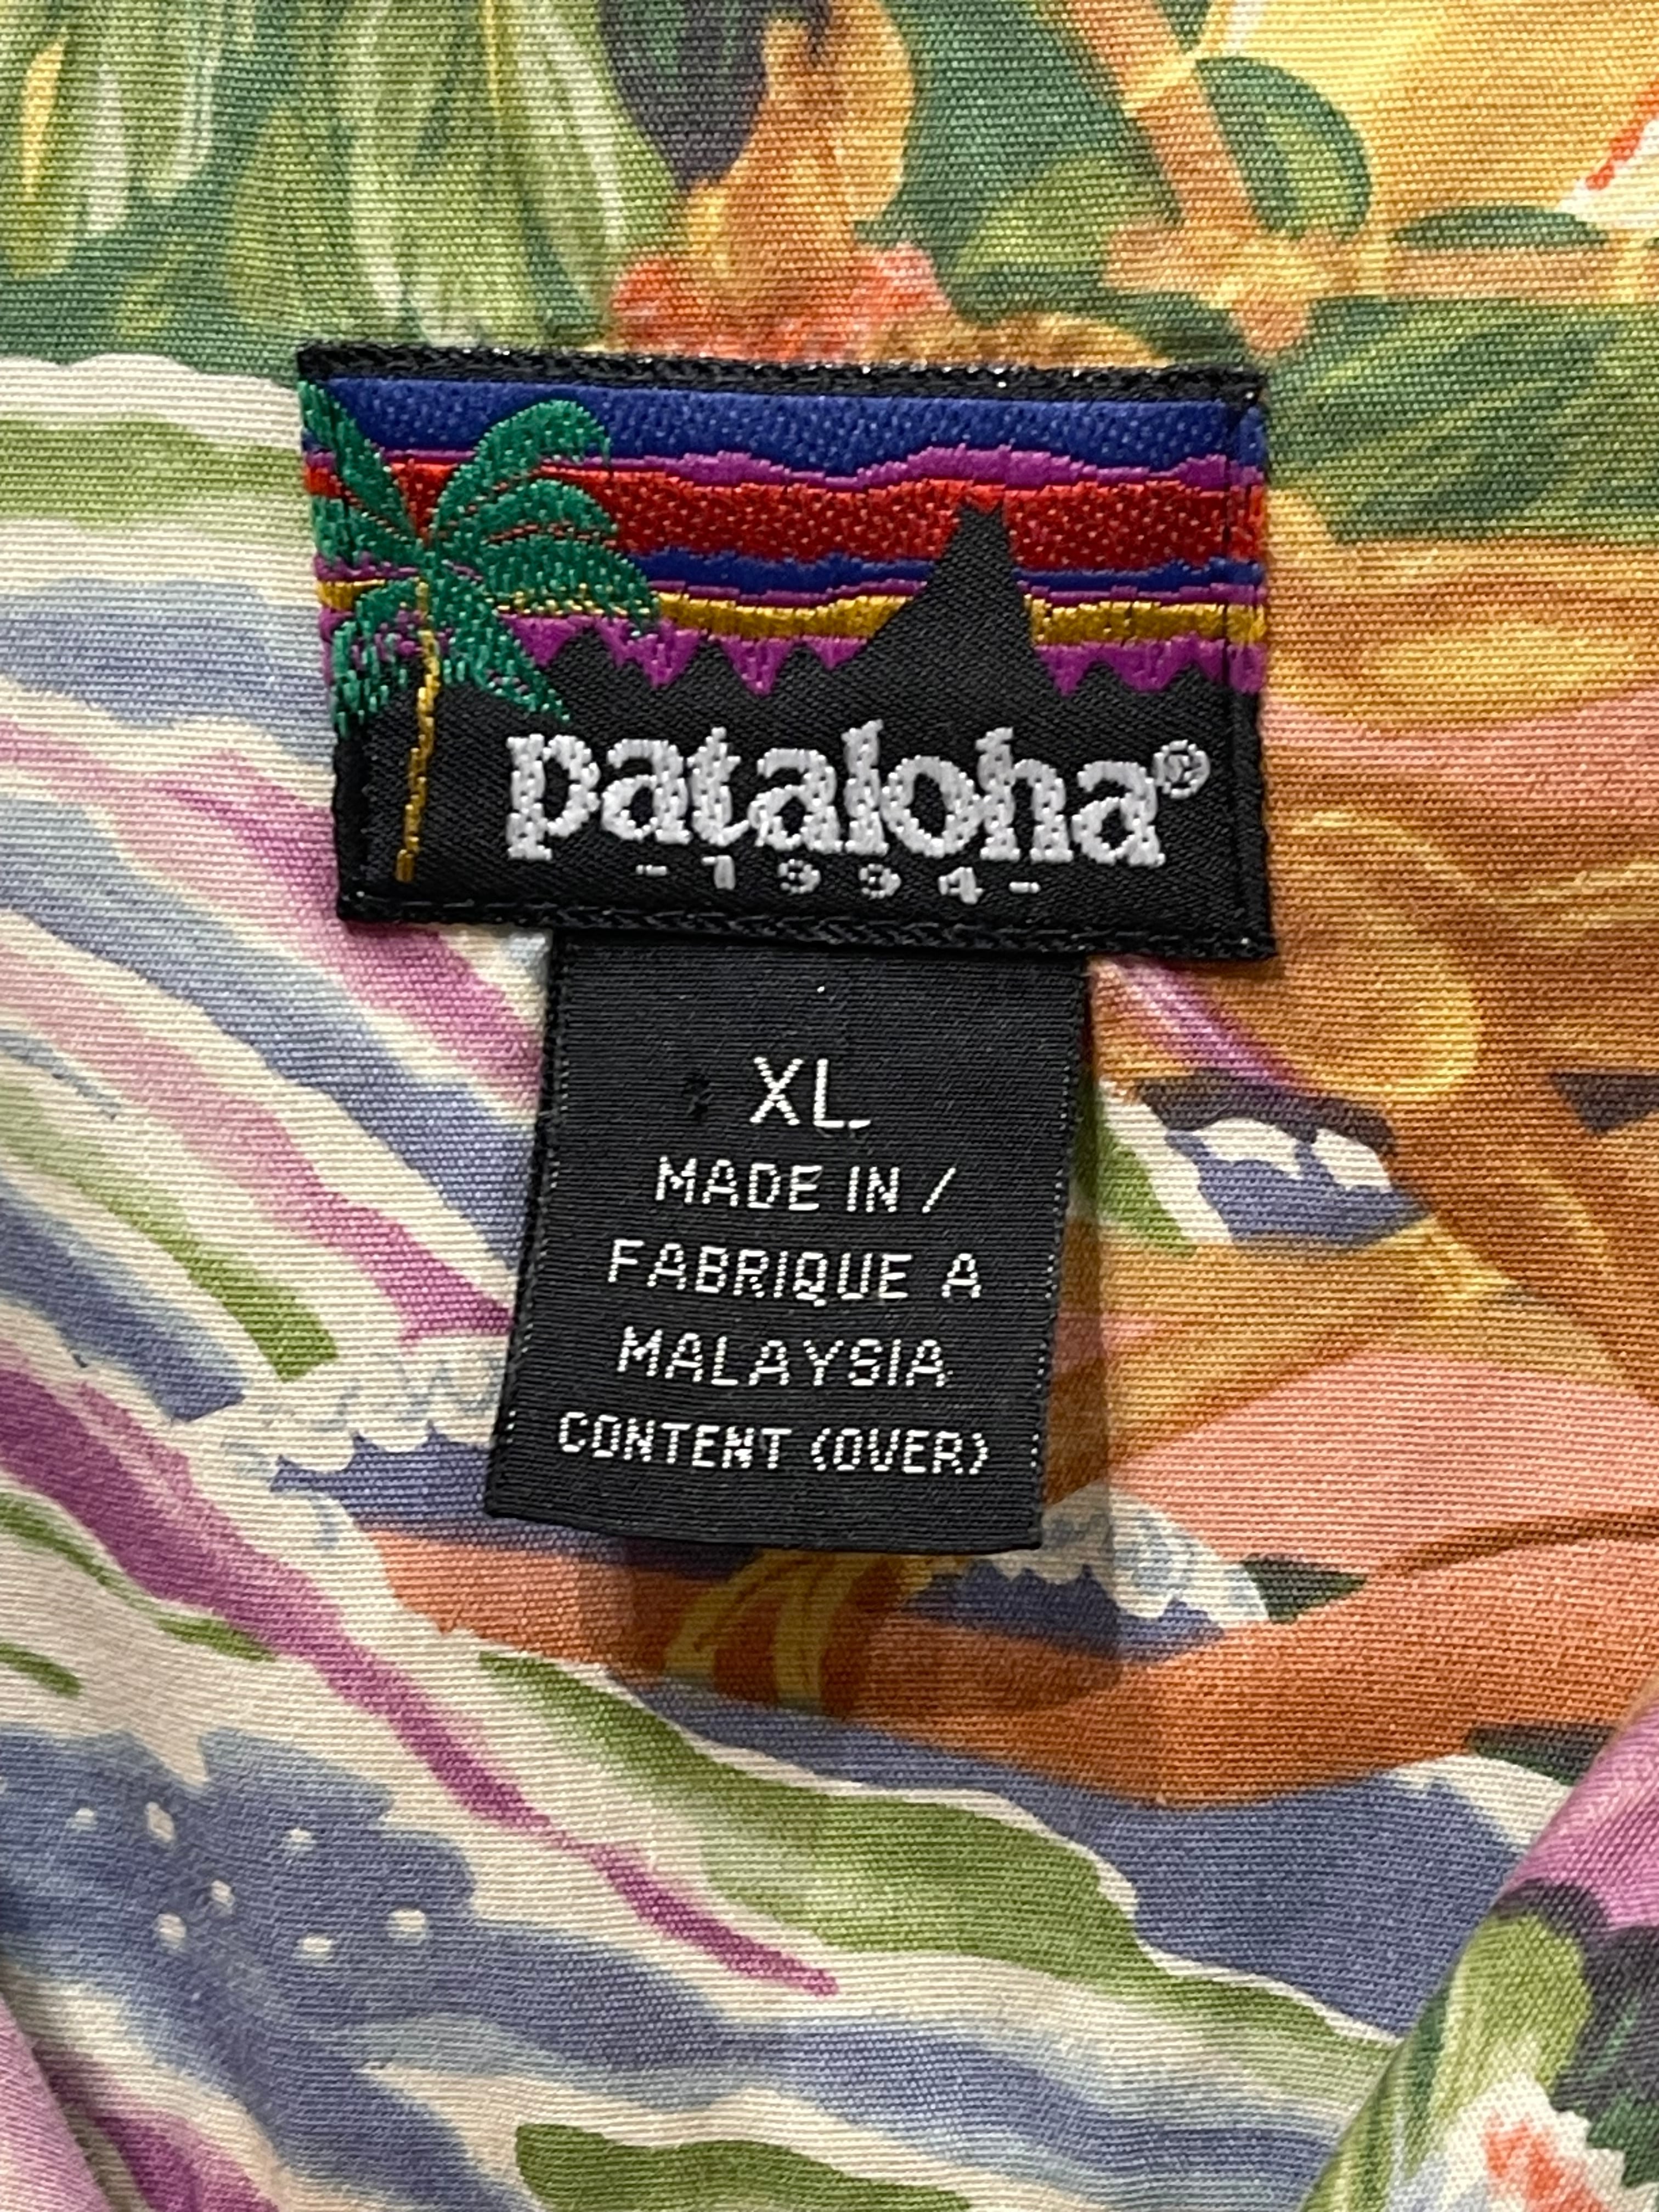 pataloha®
-1994-
XL
MADE IN /
FABRIQUE A
MALAYSIA
CONTENT (OVER)